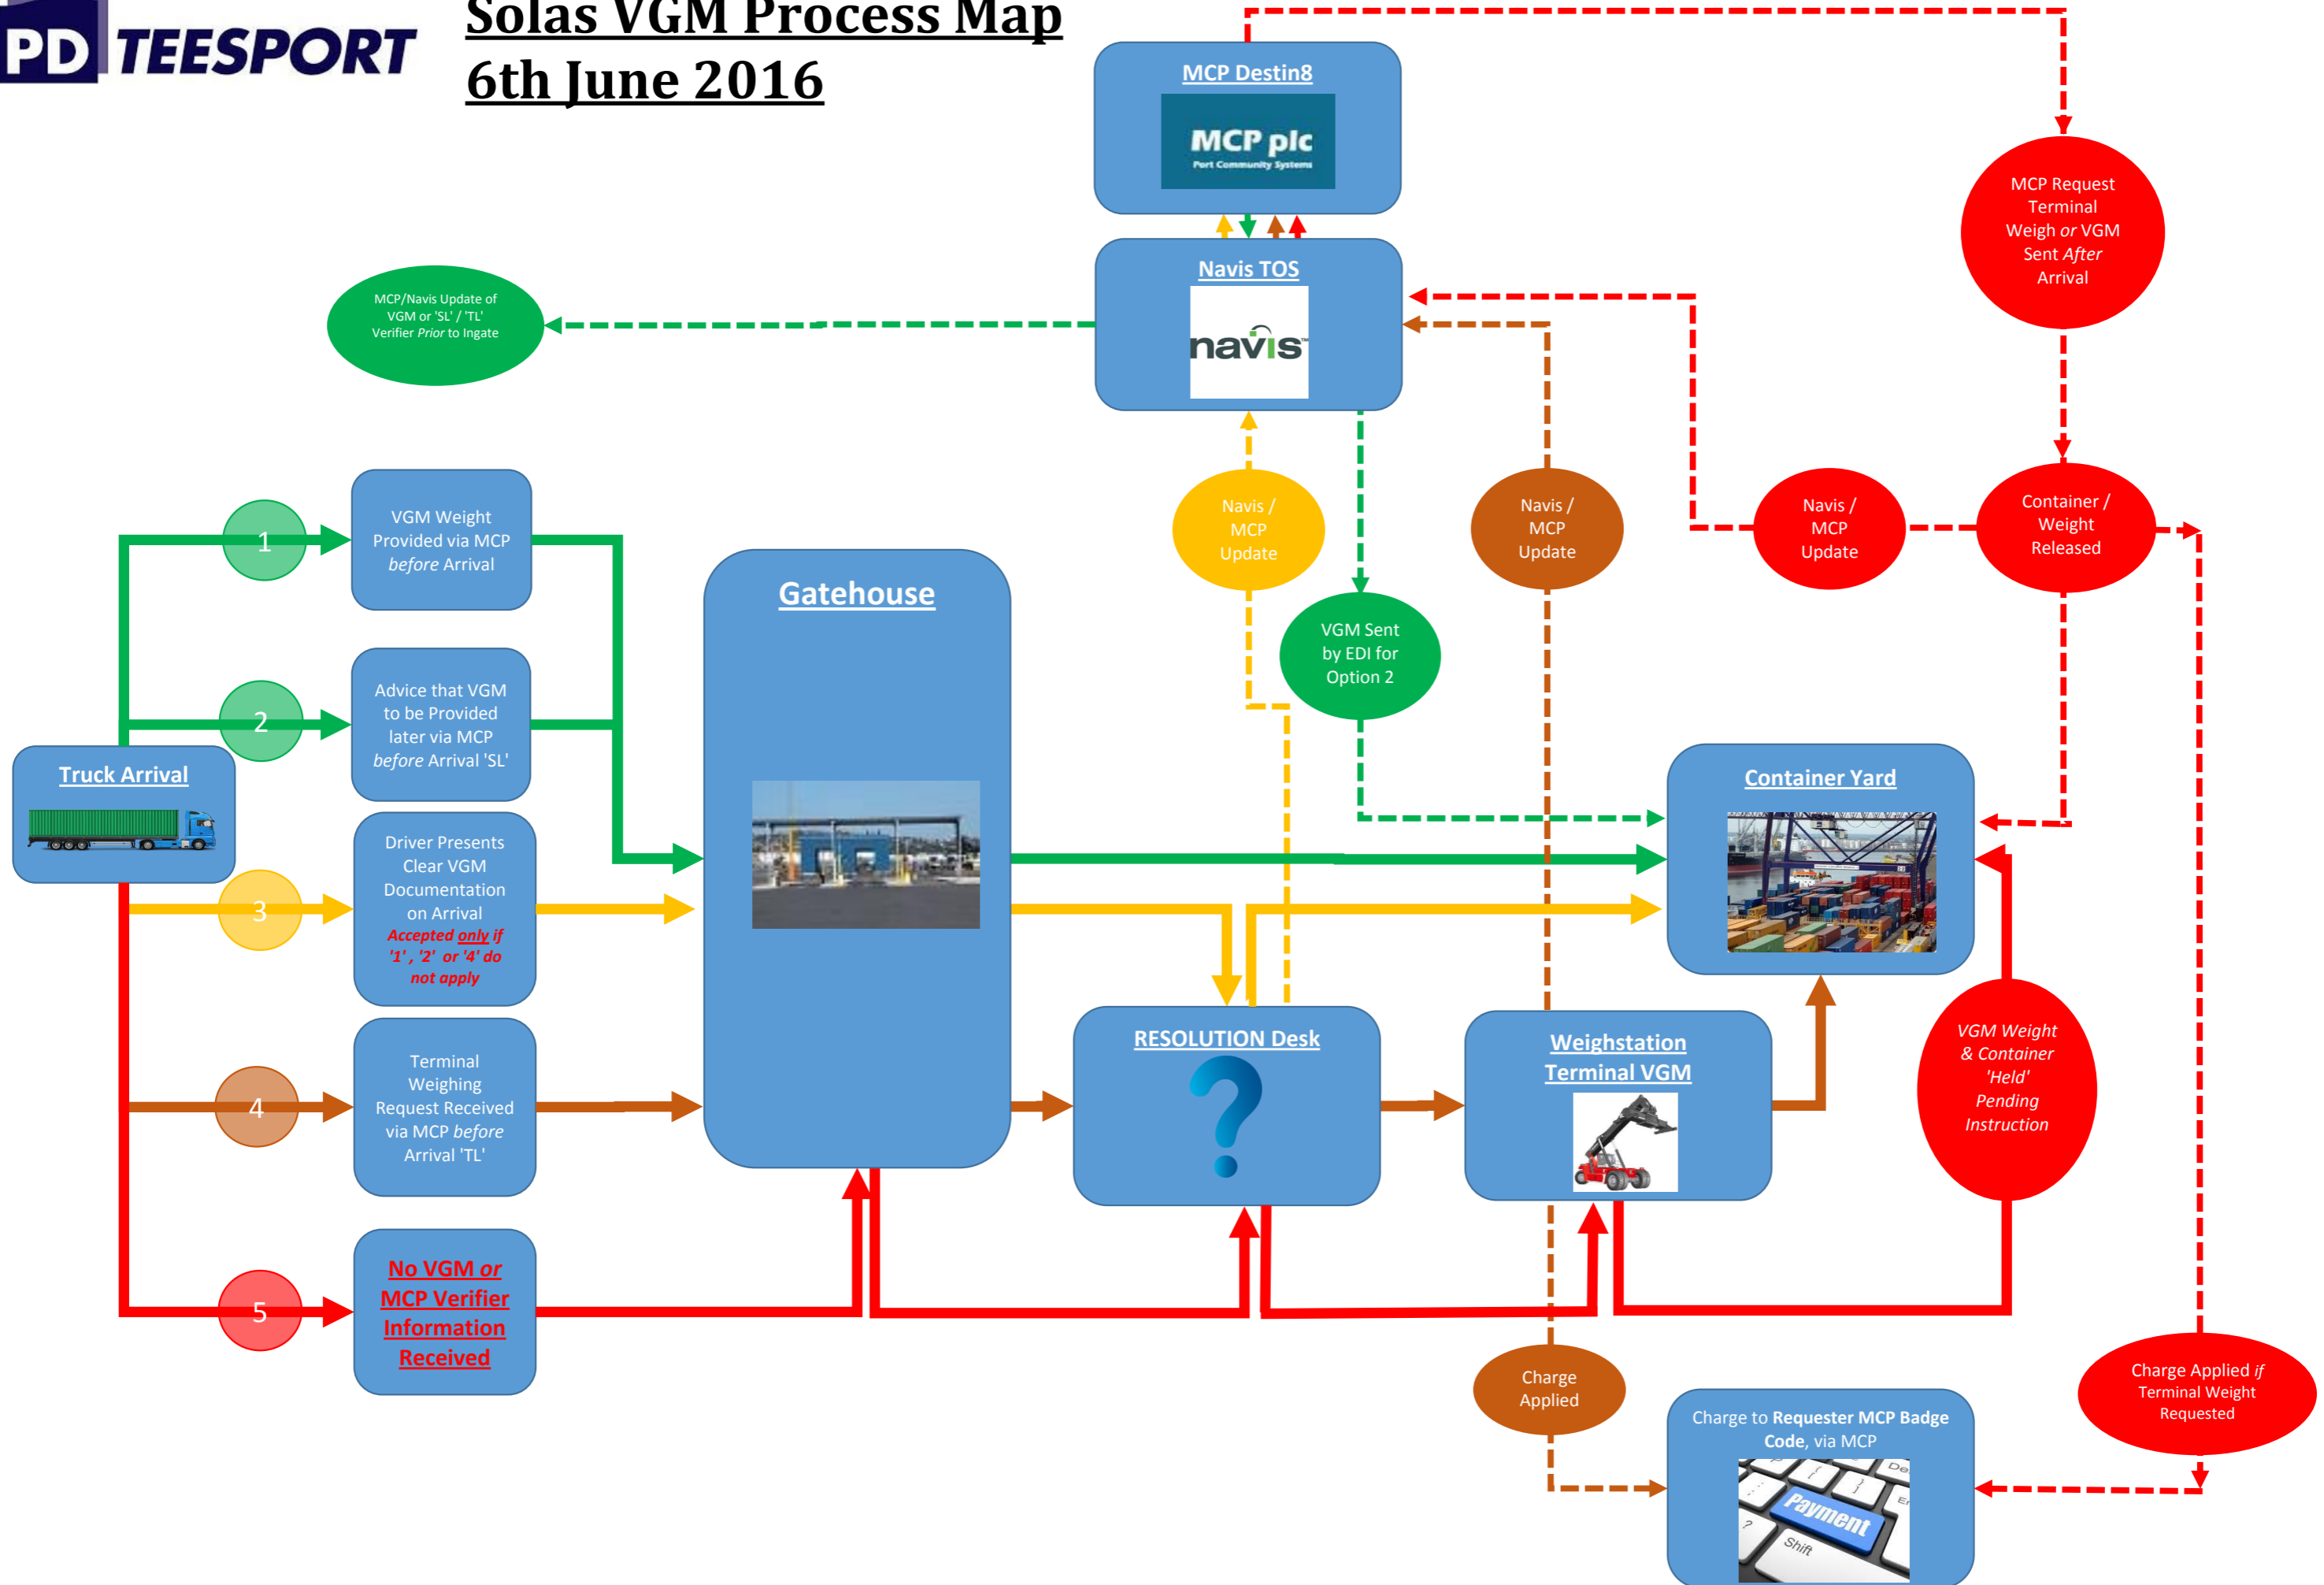 PD TEESPORT
Solas VGM Process Map
6th June 2016
MCP Destin8
MCP plc
Port Community Systems
MCP Request
Terminal
Weigh or VGM
Sent After
Arrival
Navis TOS
navis
MCP/Navis Update of
VGM or 'SL' / 'TL'
Verifier Prior to Ingate
1
VGM Weight
Provided via MCP
before Arrival
Navis /
MCP
Update
Navis /
MCP
Update
Navis /
MCP
Update
Container /
Weight
Released
Gatehouse
VGM Sent
by EDI for
Option 2
2
Advice that VGM
to be Provided
later via MCP
before Arrival 'SL'
Truck Arrival
Container Yard
3
Driver Presents
Clear VGM
Documentation
on Arrival
Accepted only if
'1' , '2' or '4' do
not apply
RESOLUTION Desk
?
Weighstation
Terminal VGM
VGM Weight
& Container
'Held'
Pending
Instruction
4
Terminal
Weighing
Request Received
via MCP before
Arrival 'TL'
5
No VGM or
MCP Verifier
Information
Received
Charge
Applied
Charge Applied if
Terminal Weight
Requested
Charge to Requester MCP Badge
Code, via MCP
Payment
Shift
?